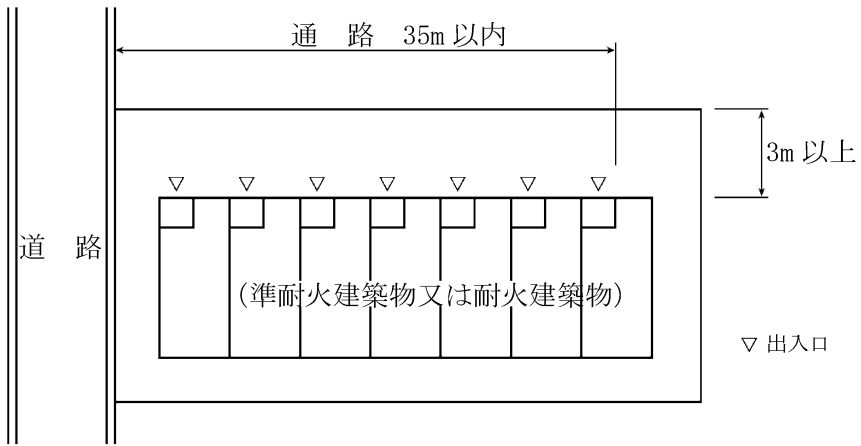 通　路　35m 以内
3m 以上
▽ ▽ ▽ ▽ ▽ ▽ ▽
道　路
(準耐火建築物又は耐火建築物)
▽ 出入口